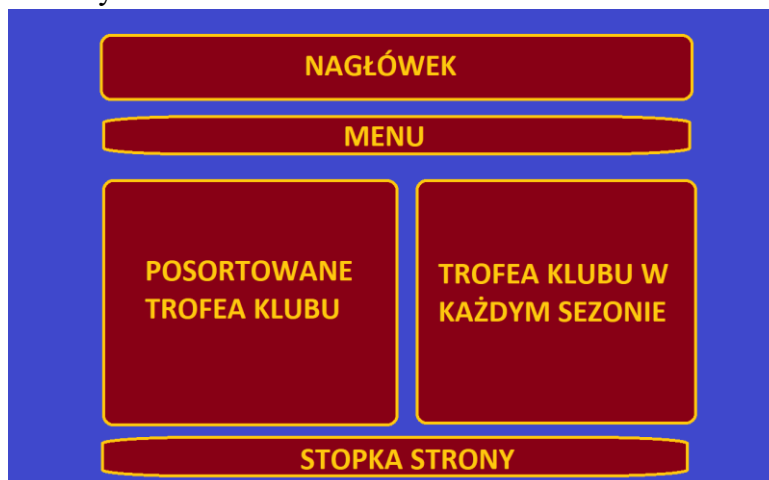 NAGŁÓWEK
MENU
POSORTOWANE
TROFEA KLUBU
TROFEA KLUBU W
KAŻDYM SEZONIE
STOPKA STRONY